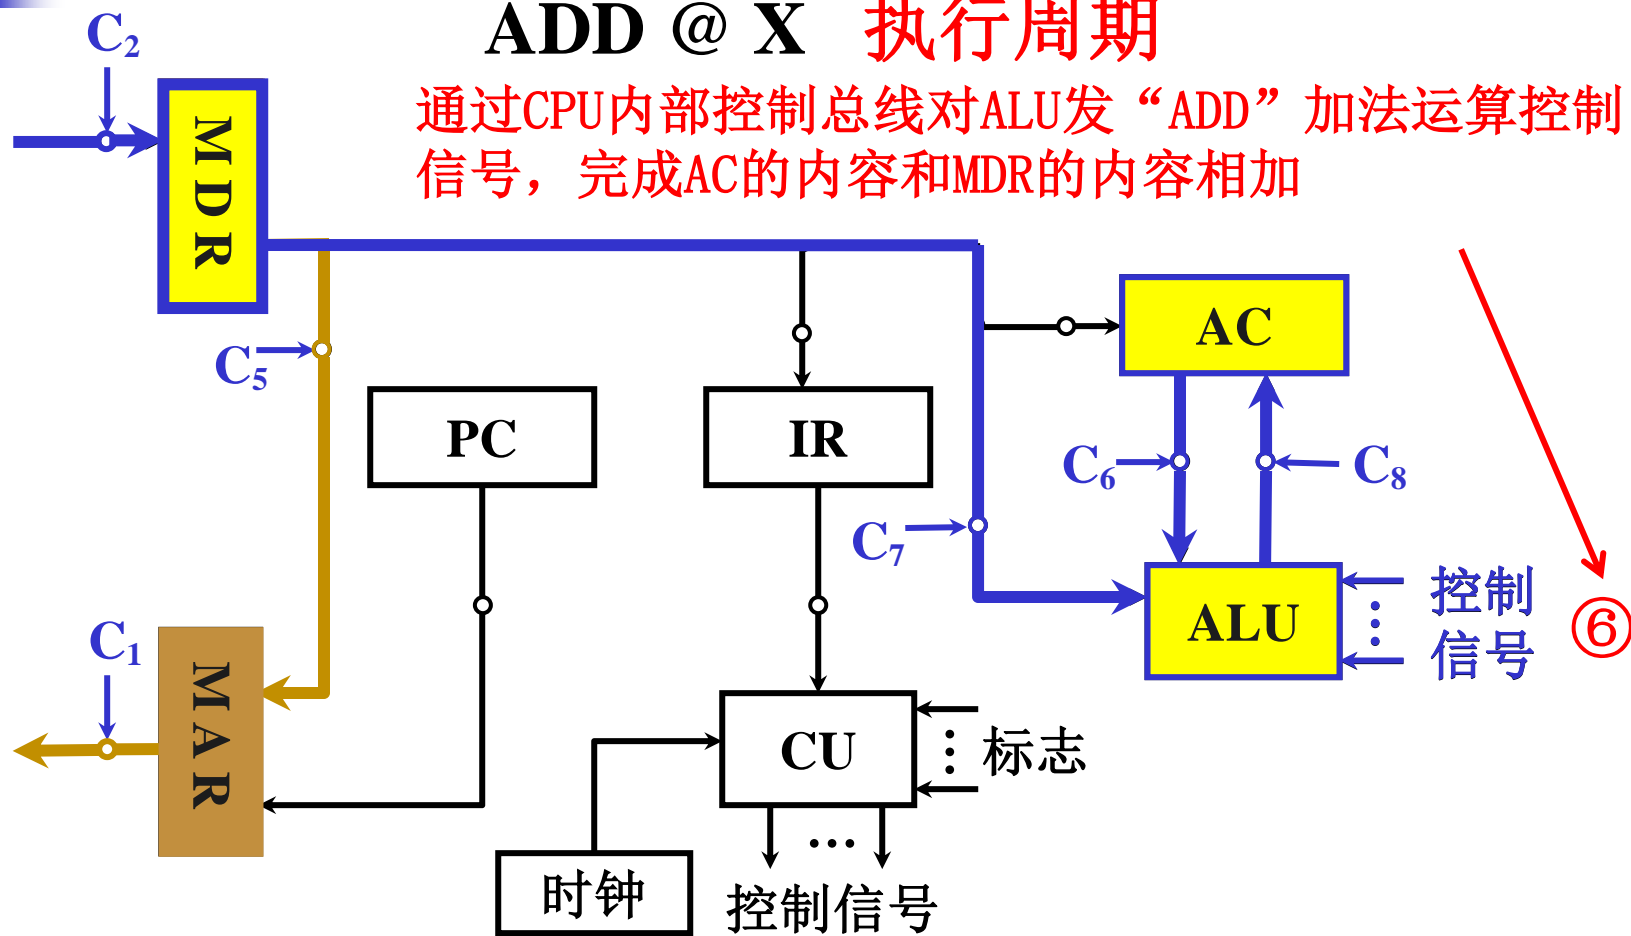 ADD @ X 执行周期
通过CPU内部控制总线对ALU发“ADD”加法运算控制
信号，完成AC的内容和MDR的内容相加
C2
MDR
AC
C5
PC
IR
C6
C8
C7
ALU
控制
信号
⋮
⑥
C1
MAR
CU
⋮
标志
…
时钟
控制信号